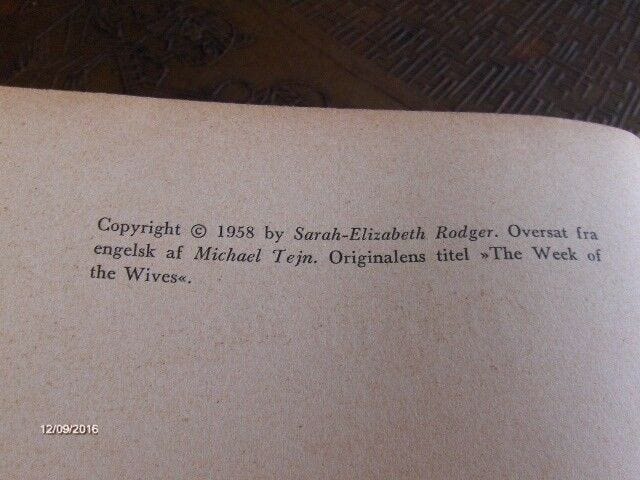 Copyright © 1958 by Sarah-Elizabeth Rodger. Oversat fra
engelsk af Michael Tejn. Originalens titel »The Week of
the Wives«.
12/09/2016